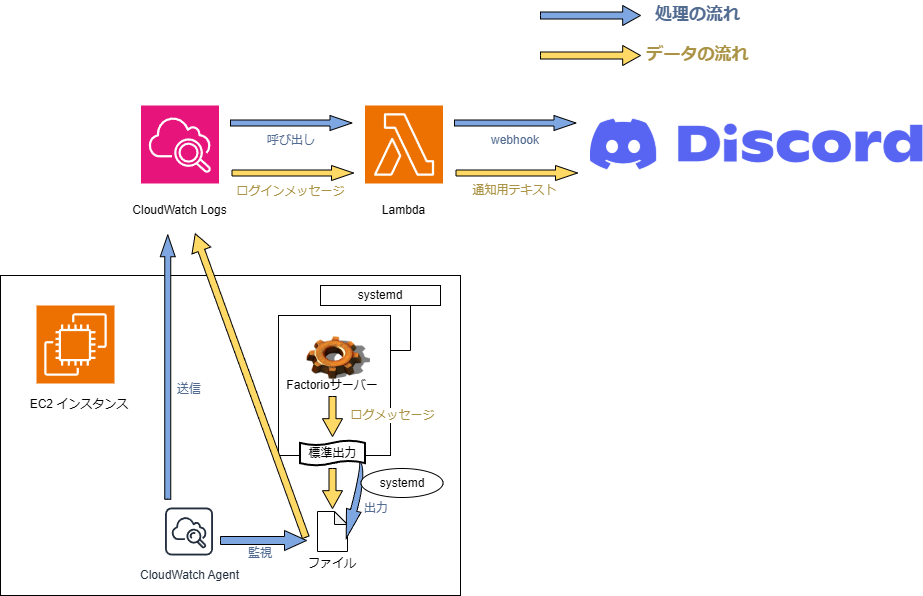 処理の流れ
データの流れ
呼び出し
webhook
Discord
ログインメッセージ
通知用テキスト
CloudWatch Logs
Lambda
systemd
Factorioサーバー
送信
EC2 インスタンス
ログメッセージ
標準出力
systemd
出力
監視
ファイル
CloudWatch Agent